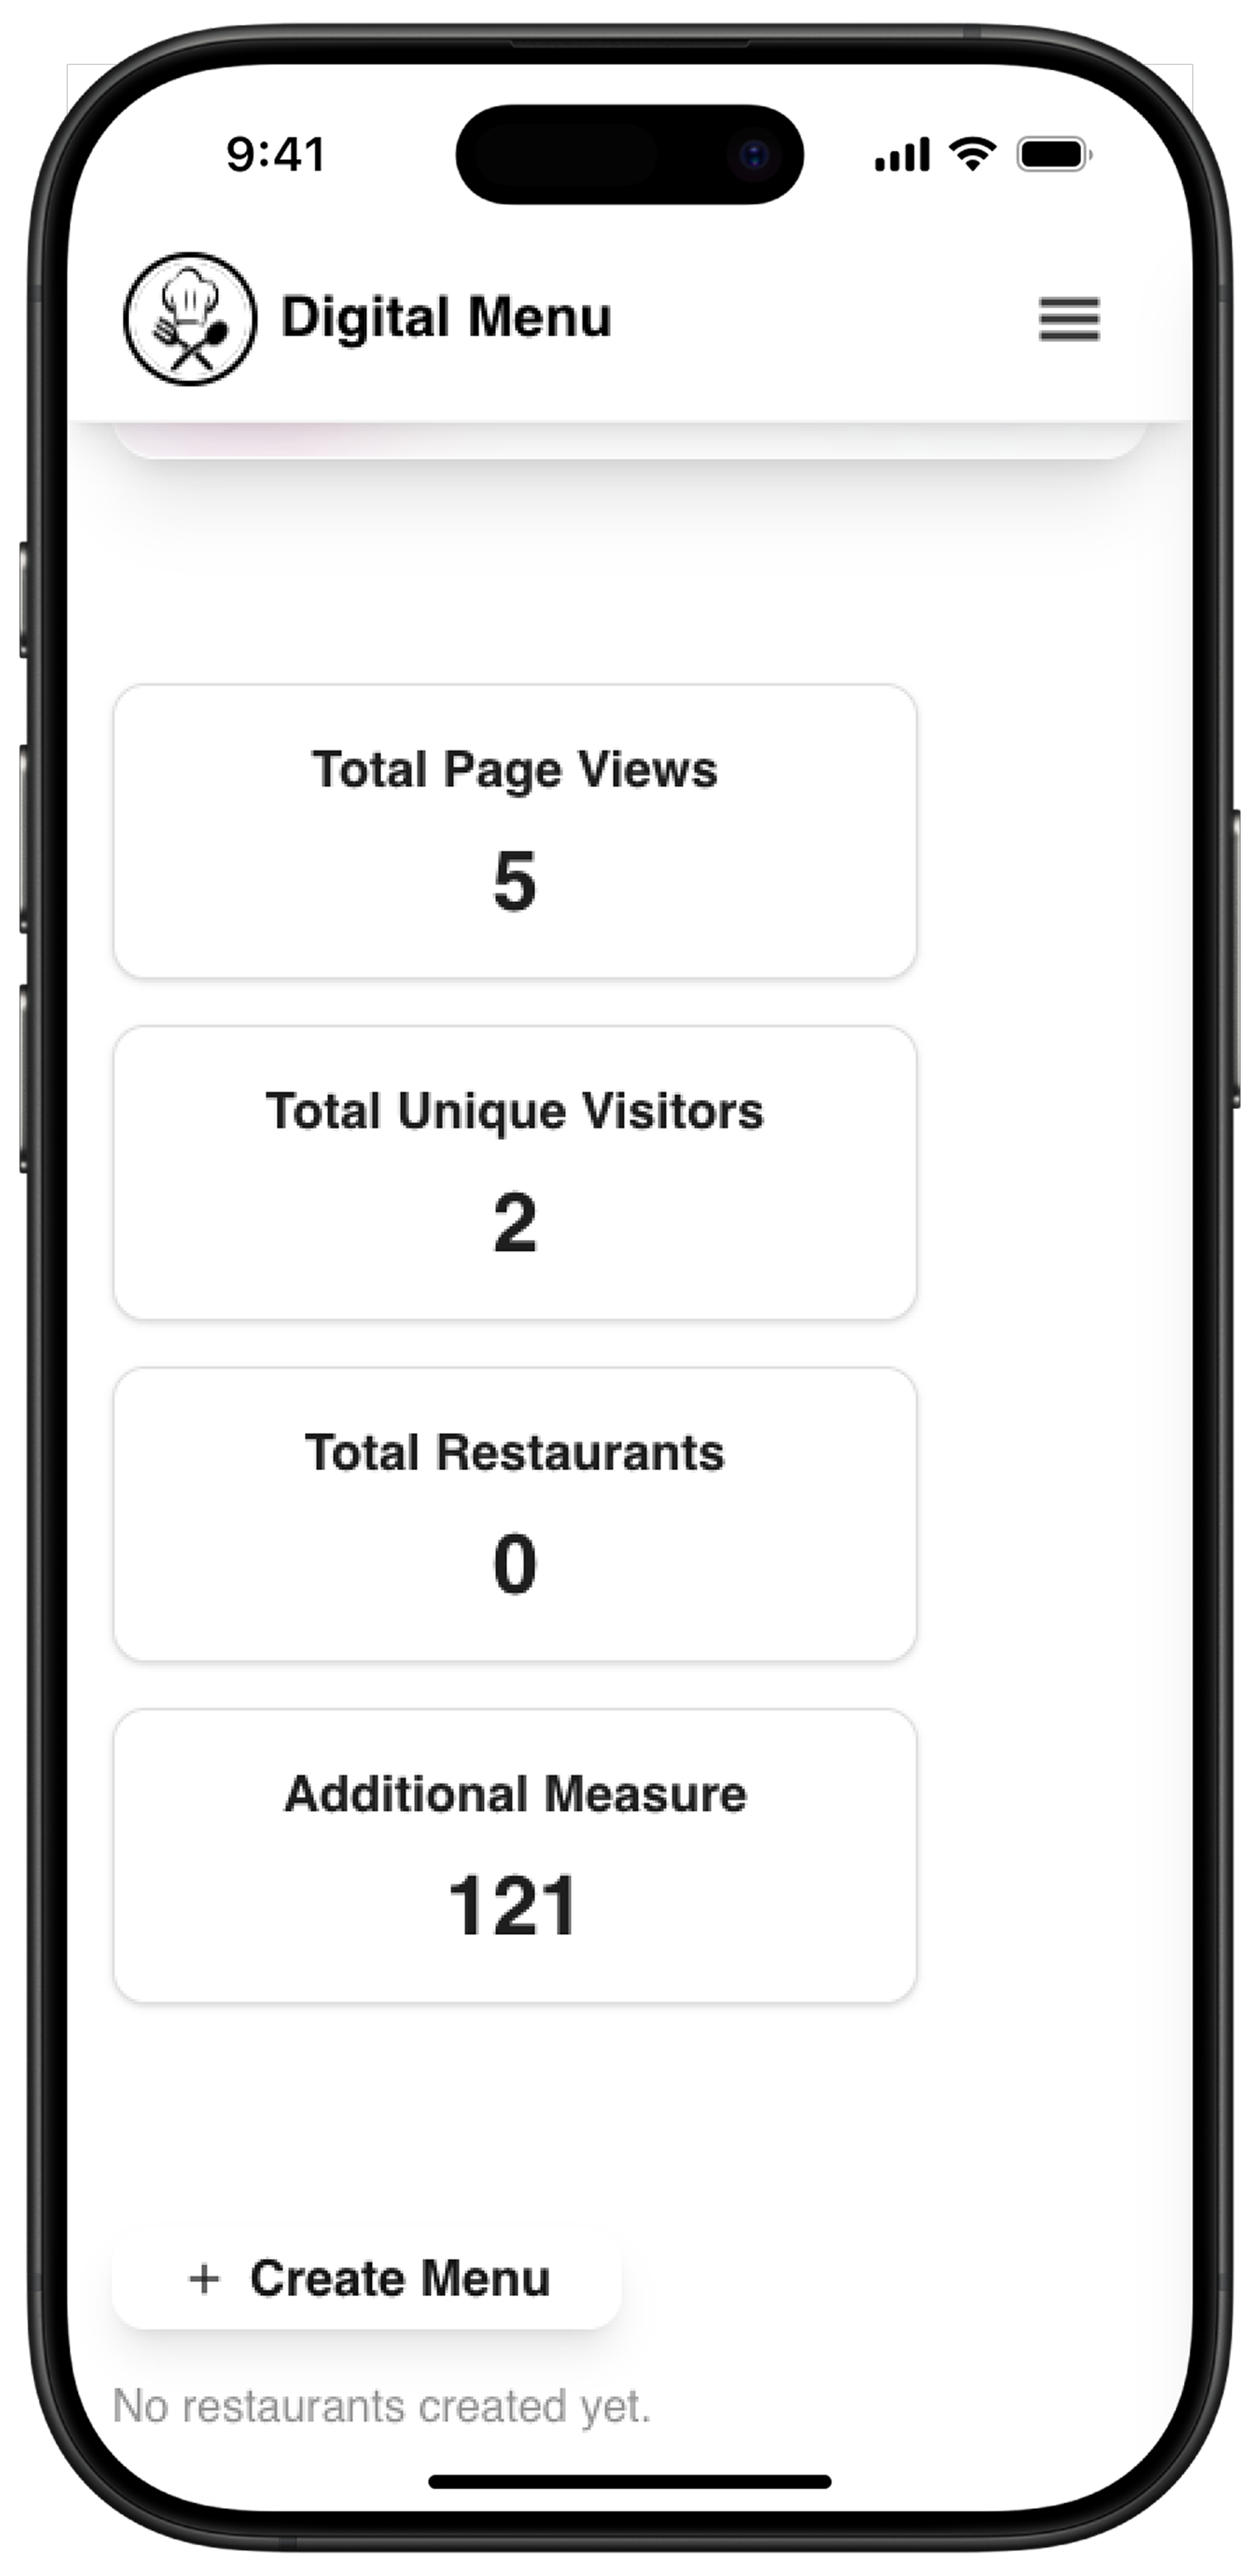 9:41
Digital Menu
Total Page Views
5
Total Unique Visitors
2
Total Restaurants
0
Additional Measure
121
+ Create Menu
No restaurants created yet.